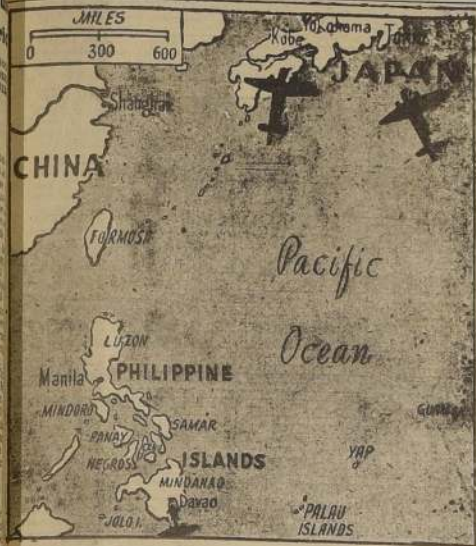 MILES
0 300 600
Kobe Yokohama
JAPAN
Shanghai
CHINA
FORMOSA
Pacific
Ocean
LUZON
Manila PHILIPPINE
MINDORO
SAMAR
PANAY
NEGROS ISLANDS
YAP
MINDANAO
Davao
JOLO I.
PALAU
ISLANDS